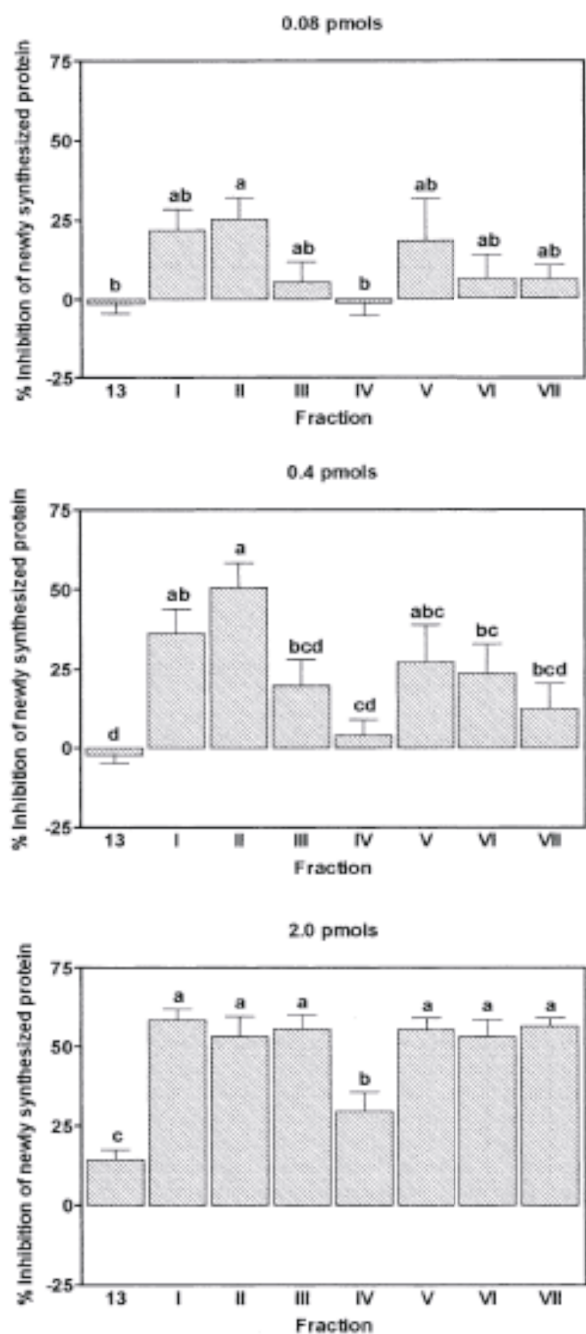 0.08 pmols
% Inhibition of newly synthesized protein
75
50
25
0
-25
b
ab
a
ab
b
ab
ab
ab
13 I II III IV V VI VII
Fraction
0.4 pmols
% Inhibition of newly synthesized protein
75
50
25
0
-25
d
ab
a
bcd
cd
abc
bc
bcd
13 I II III IV V VI VII
Fraction
2.0 pmols
% Inhibition of newly synthesized protein
75
50
25
0
-25
c
a
a
a
b
a
a
a
13 I II III IV V VI VII
Fraction